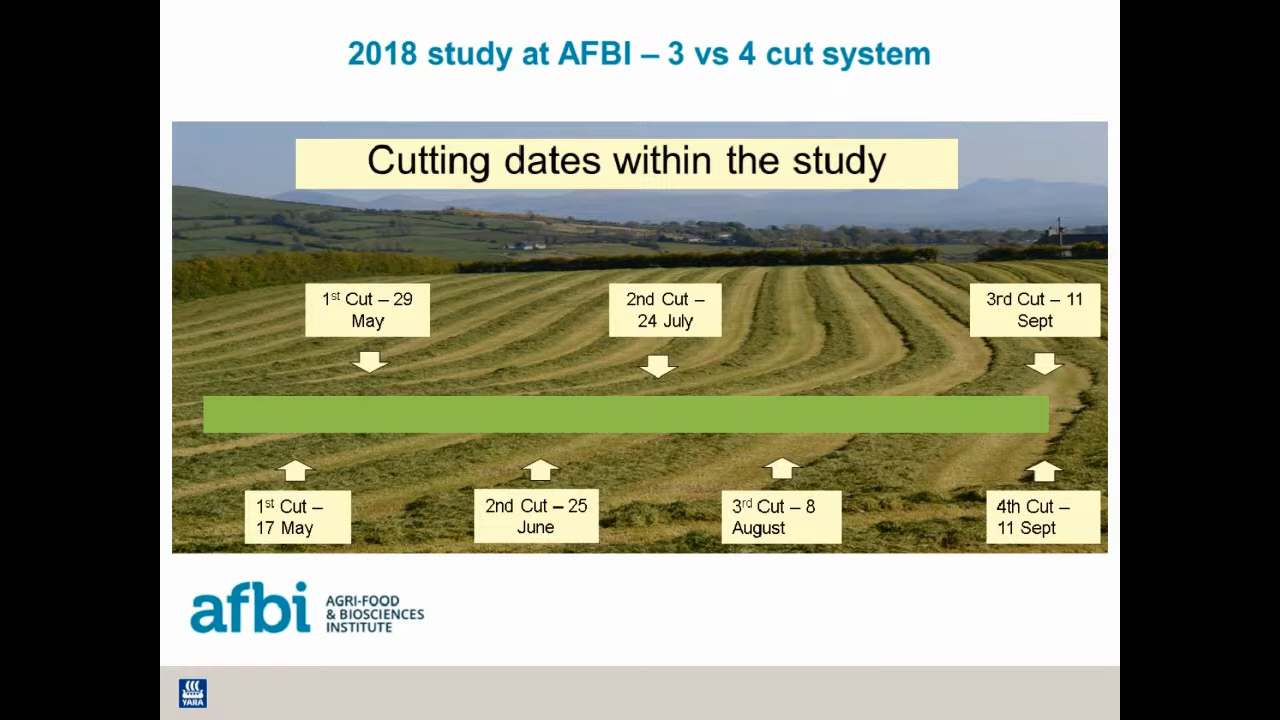 2018 study at AFBI – 3 vs 4 cut system
Cutting dates within the study
1st Cut – 29
May
2nd Cut –
24 July
3rd Cut – 11
Sept
1st Cut –
17 May
2nd Cut – 25
June
3rd Cut – 8
August
4th Cut –
11 Sept
afbi
AGRI-FOOD
& BIOSCIENCES
INSTITUTE
YARA